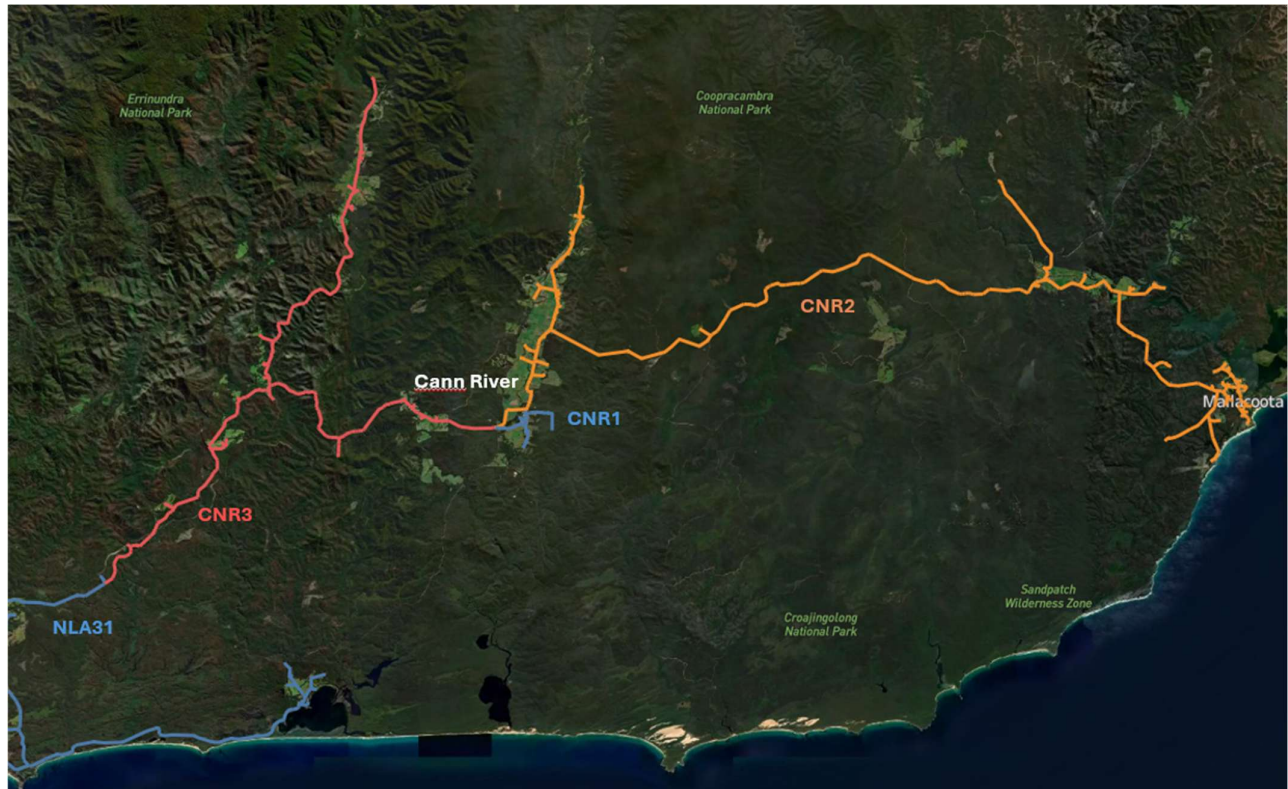 Errinundra
National Park
Coopracambra
National Park
CNR2
Cann River
Mallacoota
CNR1
CNR3
Sandpatch
Wilderness Zone
Croajingolong
National Park
NLA31